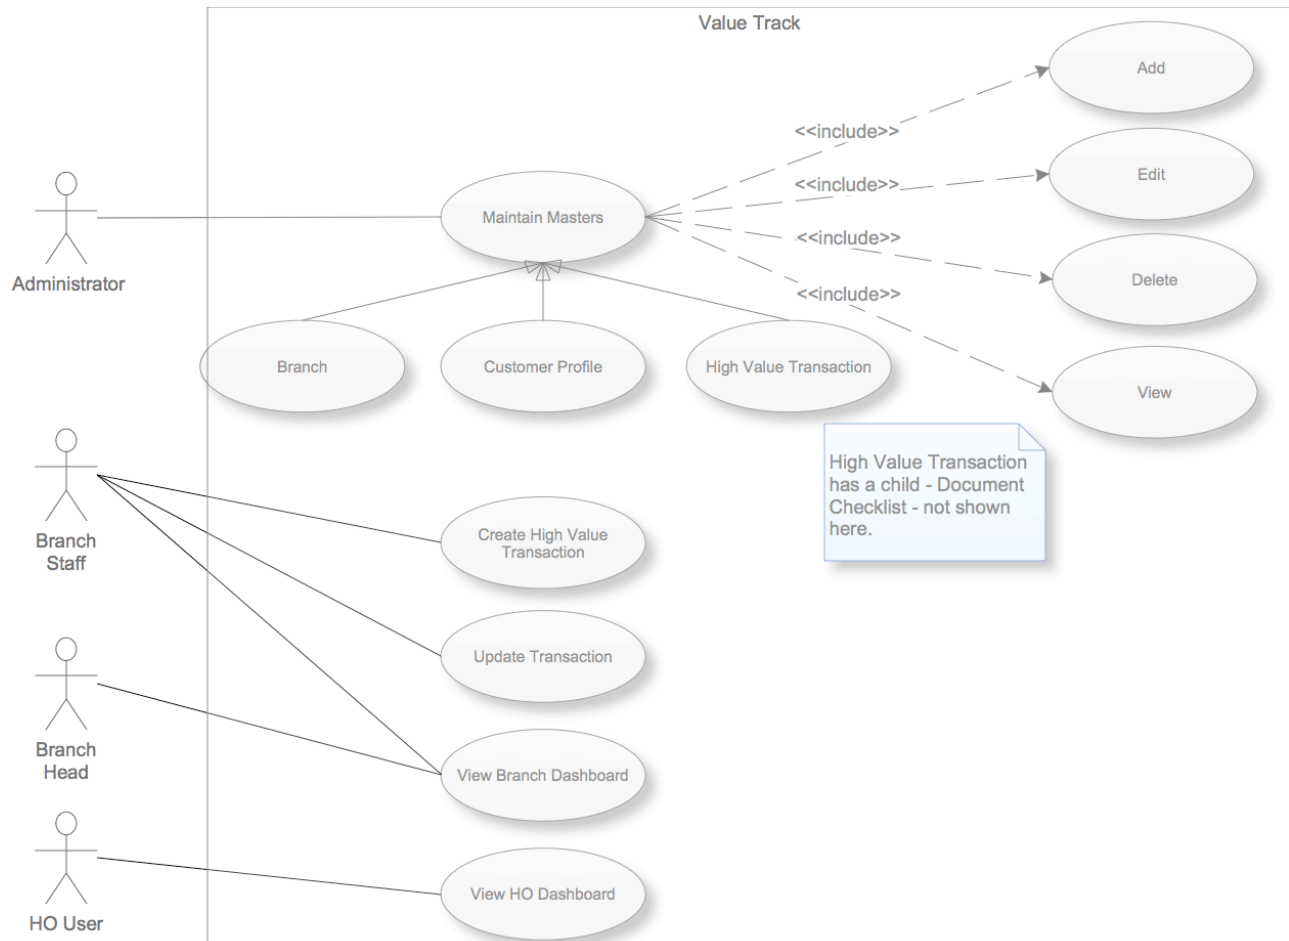 Value Track
Add
<<include>>
Edit
<<include>>
Maintain Masters
Administrator
<<include>>
Delete
<<include>>
Branch
Customer Profile
High Value Transaction
View
High Value Transaction
has a child - Document
Checklist - not shown
here.
Branch
Staff
Create High Value
Transaction
Update Transaction
Branch
Head
View Branch Dashboard
View HO Dashboard
HO User